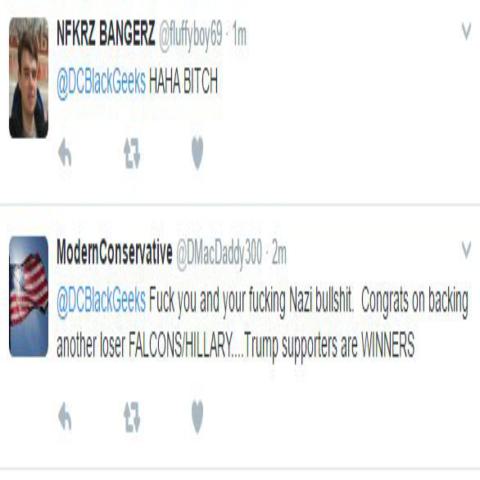 NFKRZ BANGERZ @fluffyboy69 · 1m
@DCBlackGeeks HAHA BITCH
ModernConservative @DMacDaddy300 · 2m
@DCBlackGeeks Fuck you and your fucking Nazi bullshit. Congrats on backing
another loser FALCONS/HILLARY....Trump supporters are WINNERS